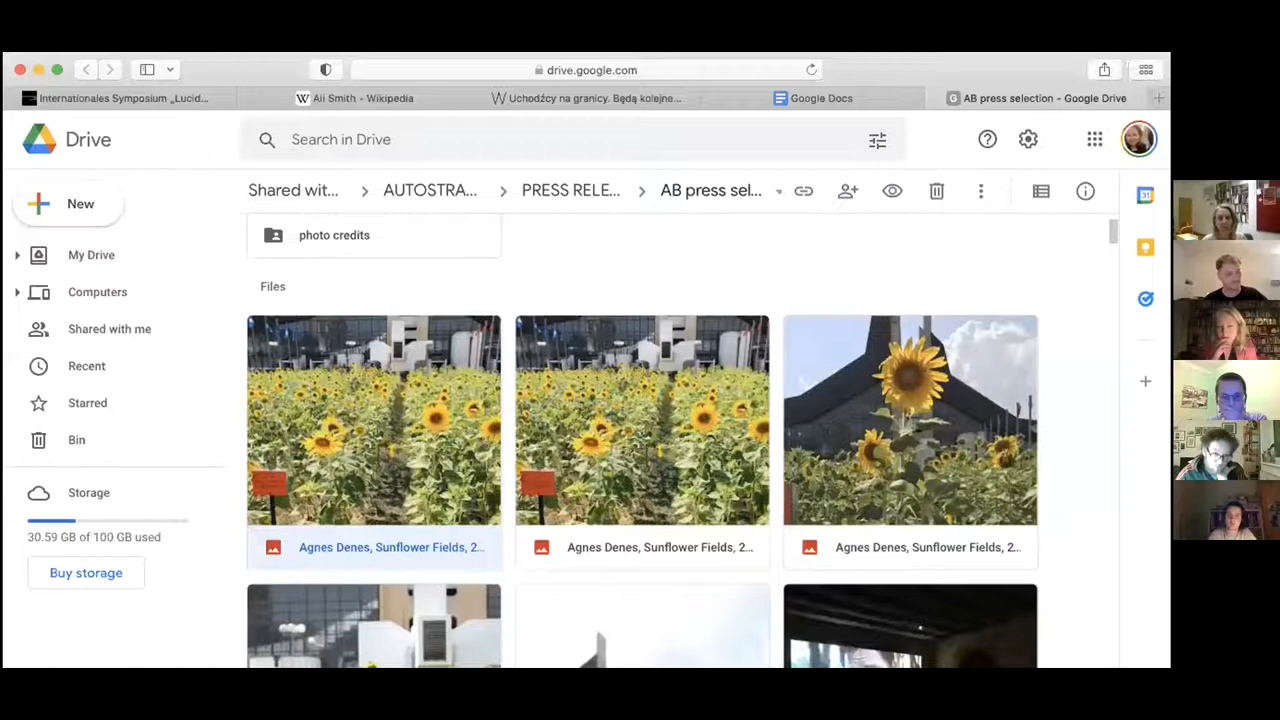 drive.google.com
Internationales Symposium „Lucid...
Ali Smith - Wikipedia
Uchodźcy na granicy. Będą kolejne...
Google Docs
AB press selection - Google Drive
Drive
Search in Drive
New
Shared wit...
AUTOSTRA...
PRESS RELE...
AB press sel...
My Drive
Computers
Shared with me
Recent
Starred
Bin
Storage
30.59 GB of 100 GB used
Buy storage
photo credits
Files
Agnes Denes, Sunflower Fields, 2...
Agnes Denes, Sunflower Fields, 2...
Agnes Denes, Sunflower Fields, 2...
31